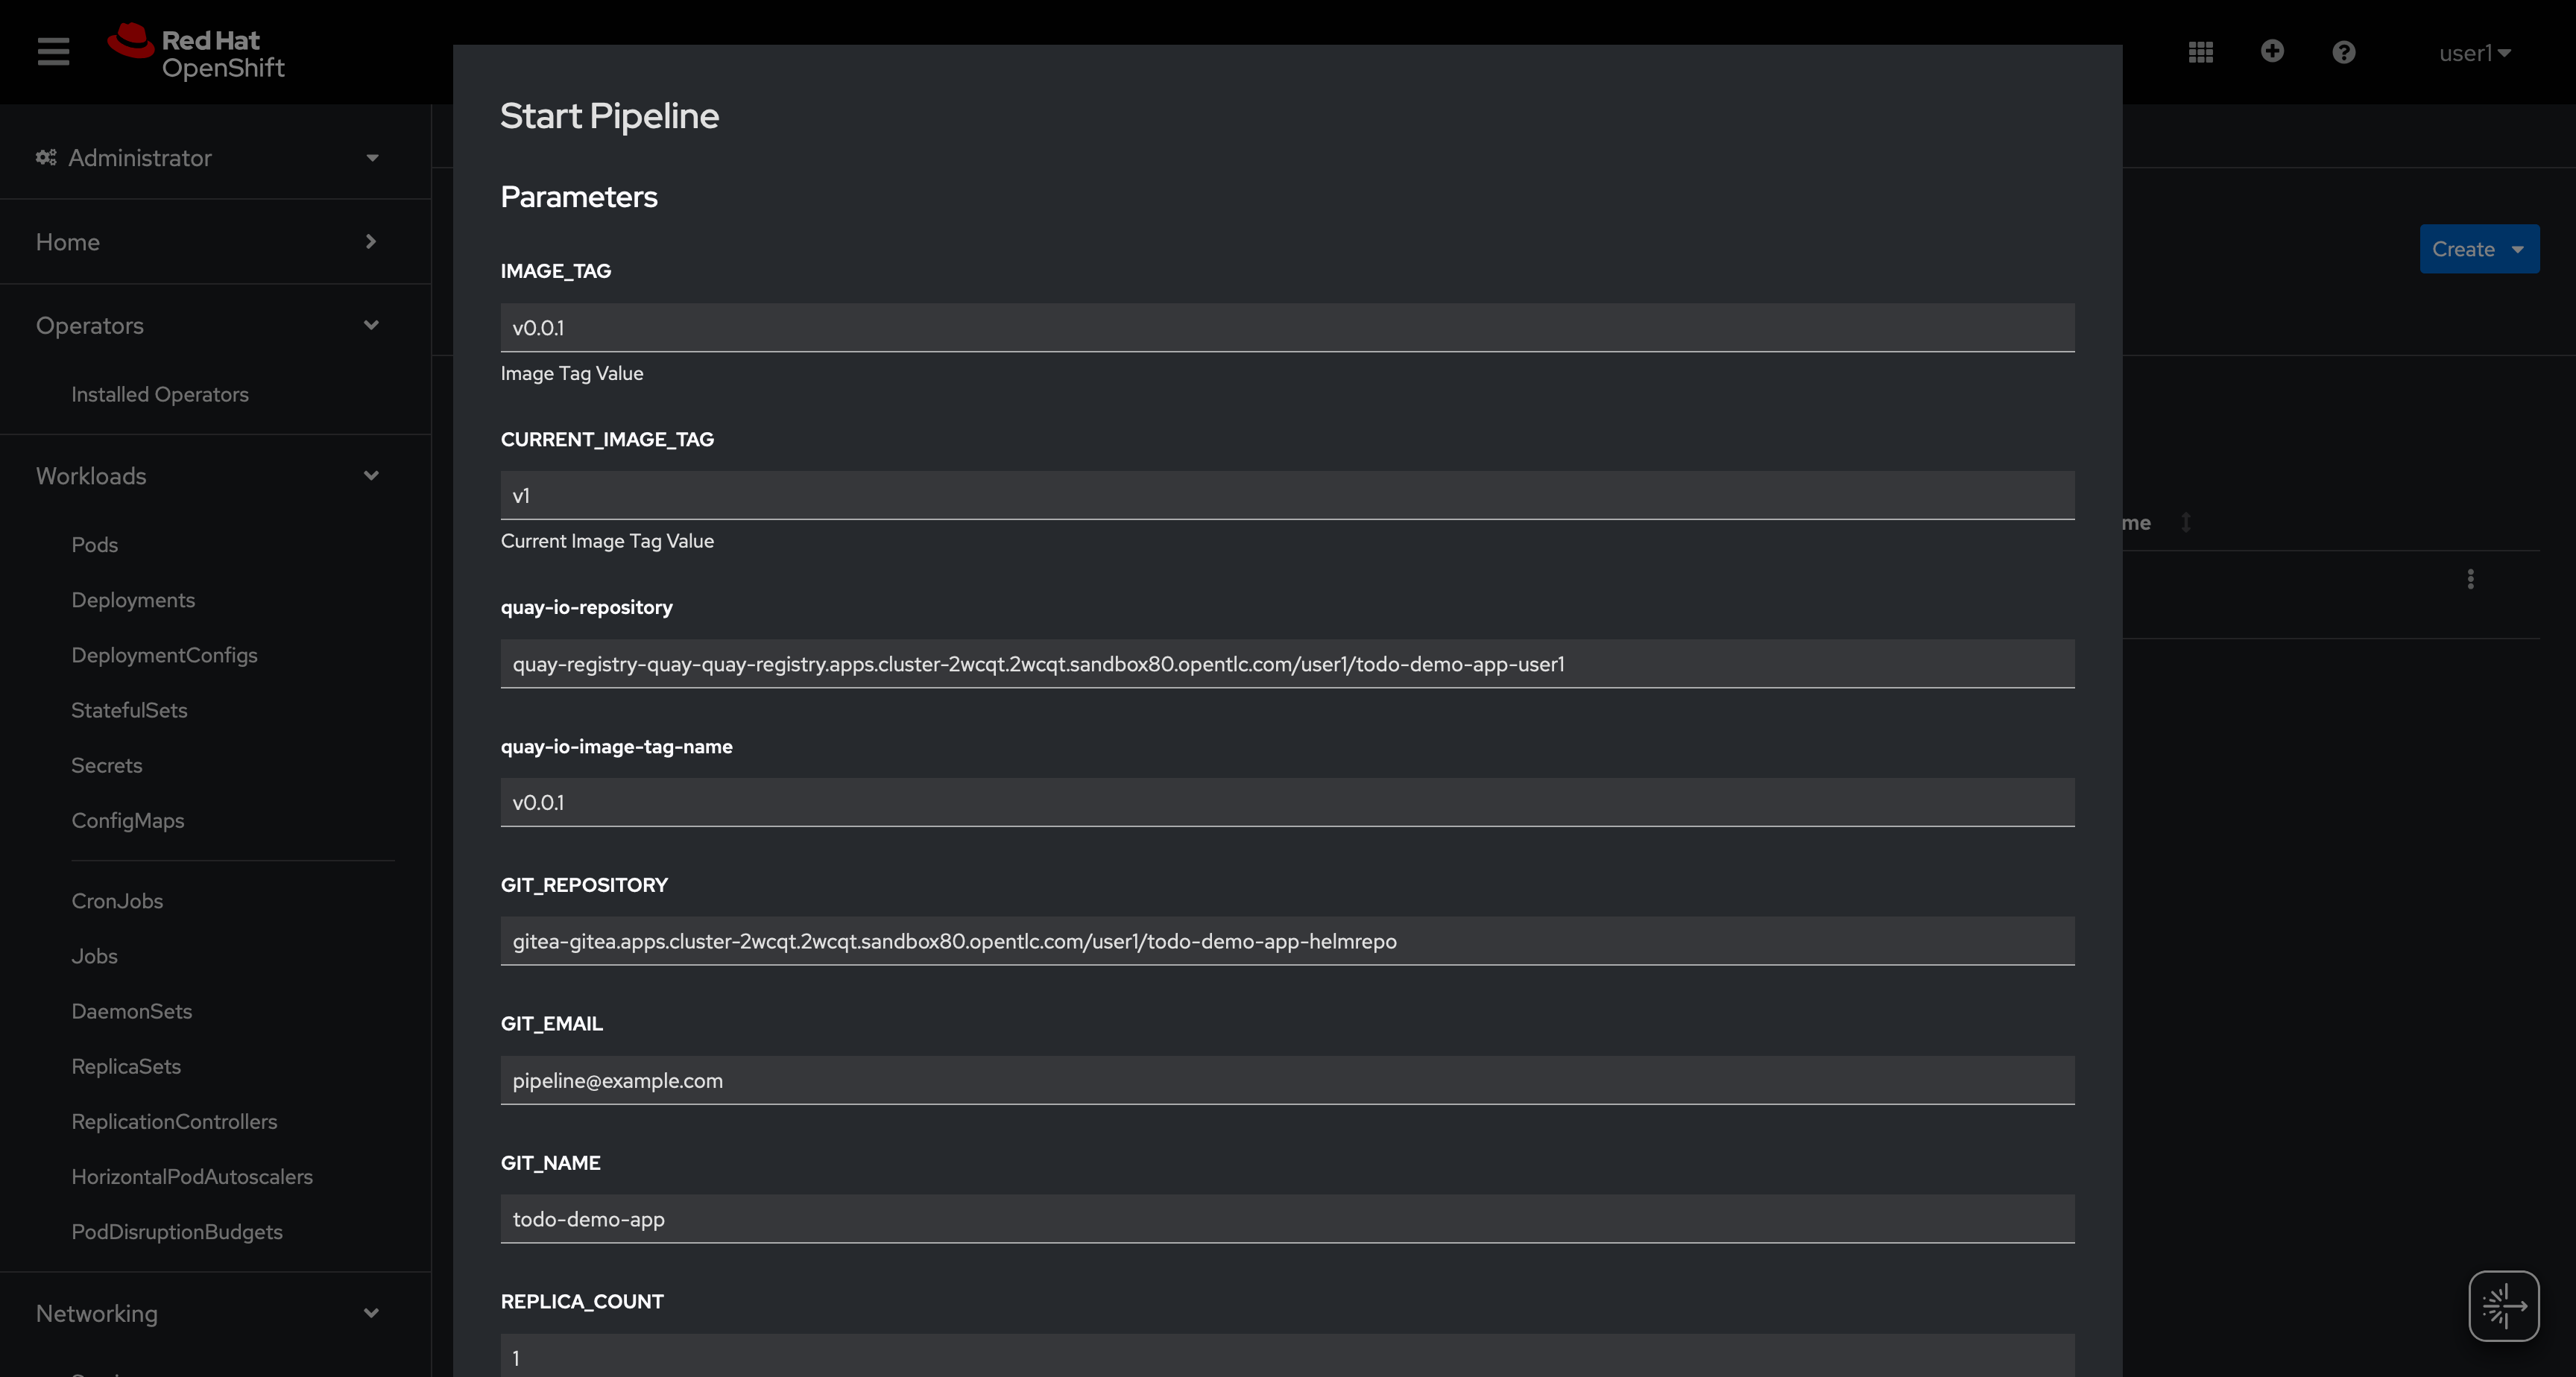 Red Hat
OpenShift
user1
Administrator
Home
Operators
Installed Operators
Workloads
Pods
Deployments
DeploymentConfigs
StatefulSets
Secrets
ConfigMaps
CronJobs
Jobs
DaemonSets
ReplicaSets
ReplicationControllers
HorizontalPodAutoscalers
PodDisruptionBudgets
Networking
Start Pipeline
Parameters
IMAGE_TAG
v0.0.1
Image Tag Value
CURRENT_IMAGE_TAG
v1
Current Image Tag Value
quay-io-repository
quay-registry-quay-quay-registry.apps.cluster-2wcqt.2wcqt.sandbox80.opentlc.com/user1/todo-demo-app-user1
quay-io-image-tag-name
v0.0.1
GIT_REPOSITORY
gitea-gitea.apps.cluster-2wcqt.2wcqt.sandbox80.opentlc.com/user1/todo-demo-app-helmrepo
GIT_EMAIL
pipeline@example.com
GIT_NAME
todo-demo-app
REPLICA_COUNT
1
Create
me